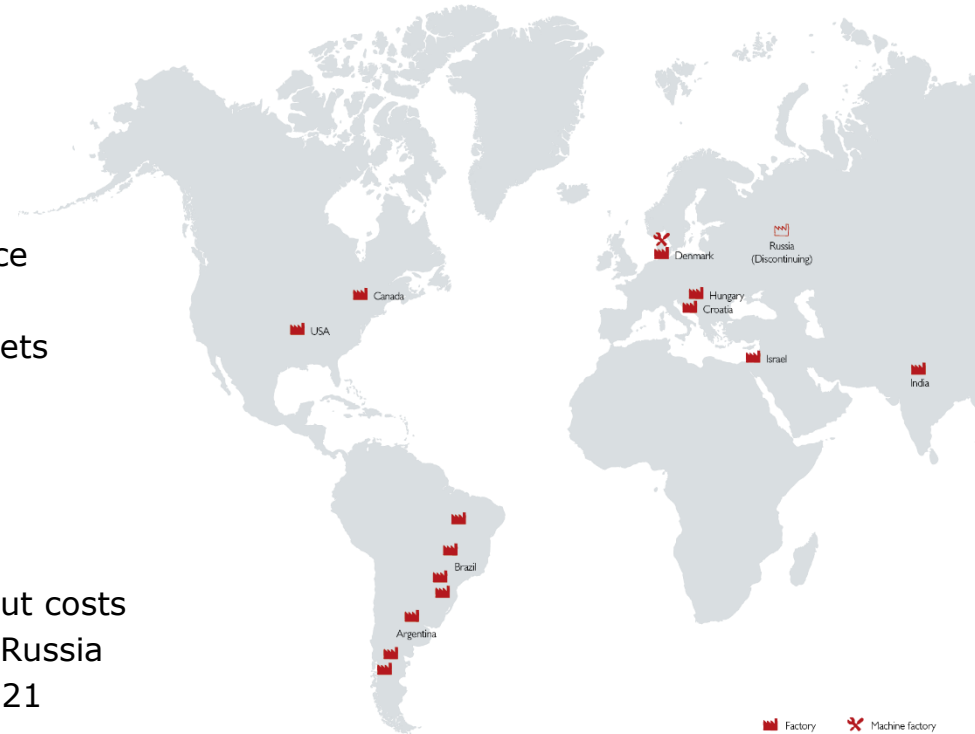 ce
ets
ut costs
Russia
21
Canada
USA
Denmark
Russia
(Discontinuing)
Hungary
Croatia
Israel
India
Brazil
Argentina
Factory
Machine factory